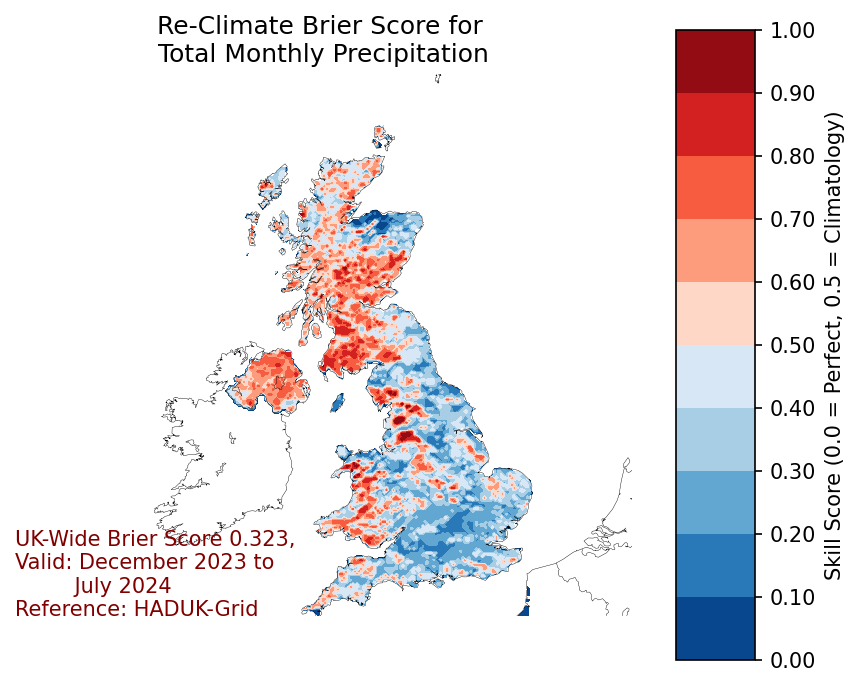 Re-Climate Brier Score for
Total Monthly Precipitation
1.00
0.90
0.80
0.70
0.60
0.50
0.40
0.30
0.20
0.10
0.00
Skill Score (0.0 = Perfect, 0.5 = Climatology)
UK-Wide Brier Score 0.323,
Valid: December 2023 to
July 2024
Reference: HADUK-Grid